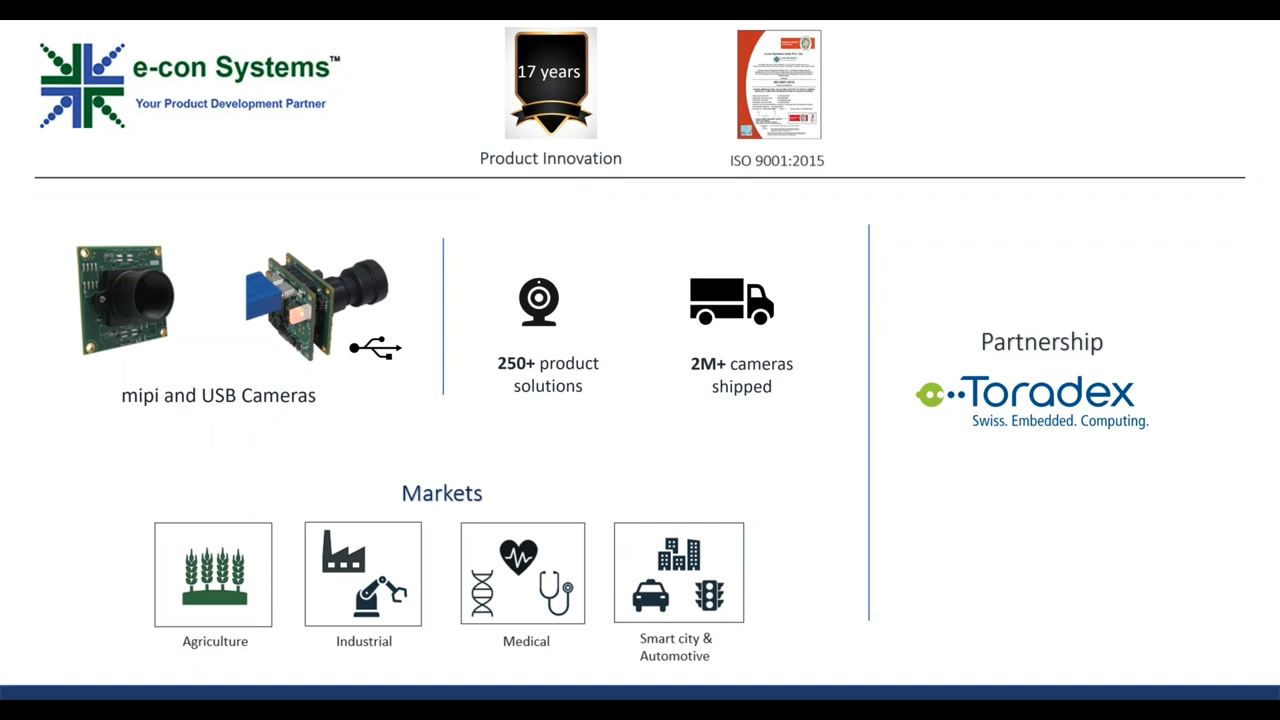 e-con Systems™
Your Product Development Partner
17 years
Product Innovation
ISO 9001:2015
mipi and USB Cameras
250+ product
solutions
2M+ cameras
shipped
Partnership
Toradex
Swiss. Embedded. Computing.
Markets
Agriculture
Industrial
Medical
Smart city &
Automotive